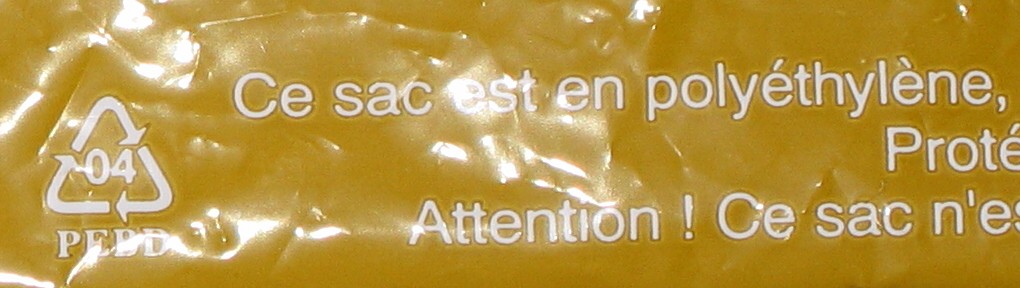 Ce sac est en polyéthylène,
Proté
04
Attention ! Ce sac n'es
PEBD